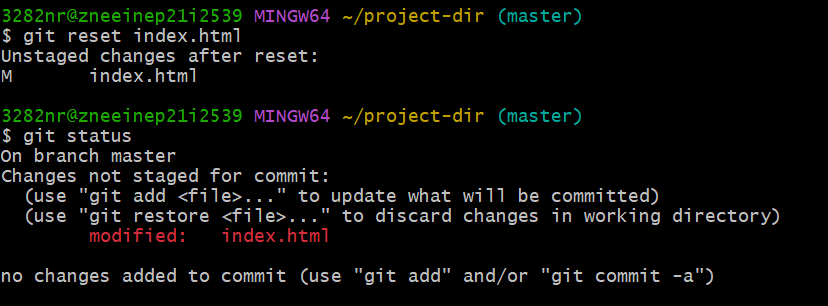 3282nr@zneeinep21i2539 MINGW64 ~/project-dir (master)
$ git reset index.html
Unstaged changes after reset:
M       index.html

3282nr@zneeinep21i2539 MINGW64 ~/project-dir (master)
$ git status
On branch master
Changes not staged for commit:
  (use "git add <file>..." to update what will be committed)
  (use "git restore <file>..." to discard changes in working directory)
        modified:   index.html

no changes added to commit (use "git add" and/or "git commit -a")